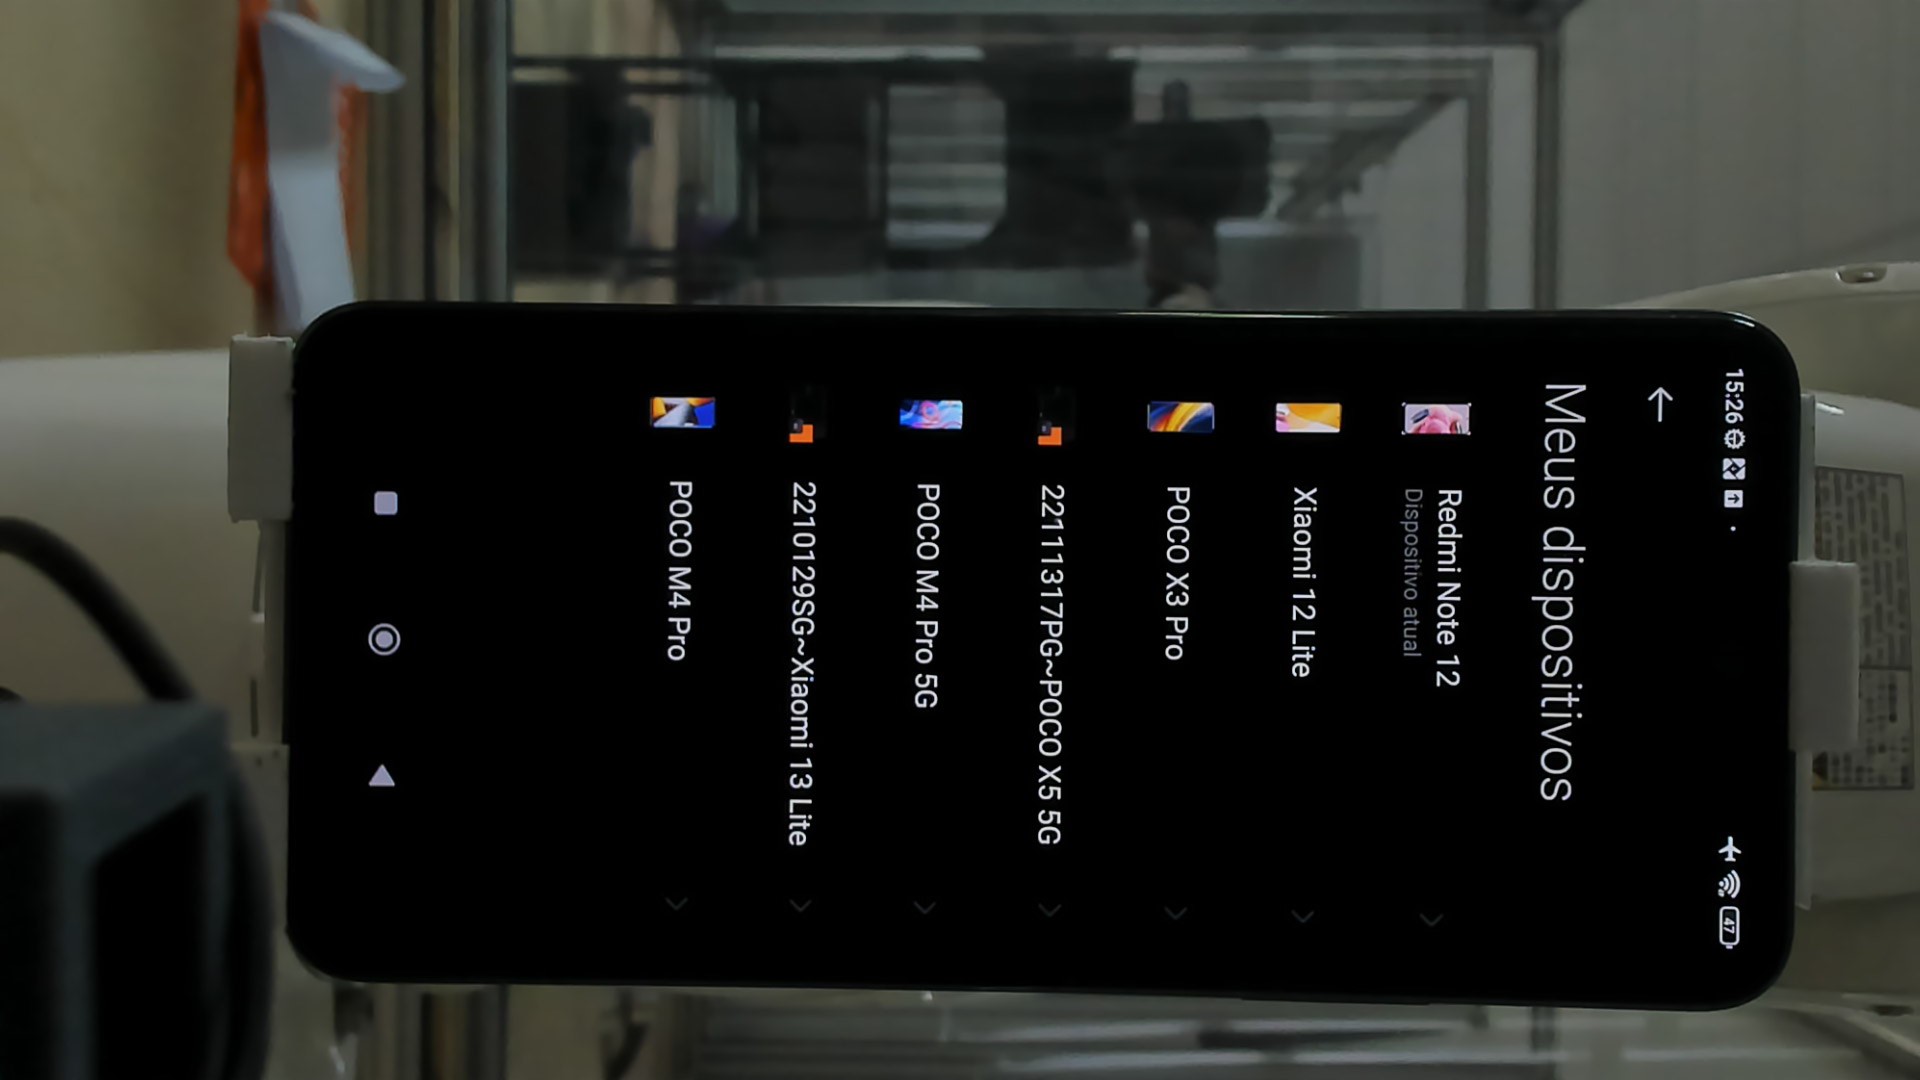 15:26
47
Meus dispositivos
Redmi Note 12
Dispositivo atual
Xiaomi 12 Lite
POCO X3 Pro
22111317PG~POCO X5 5G
POCO M4 Pro 5G
2210129SG~Xiaomi 13 Lite
POCO M4 Pro